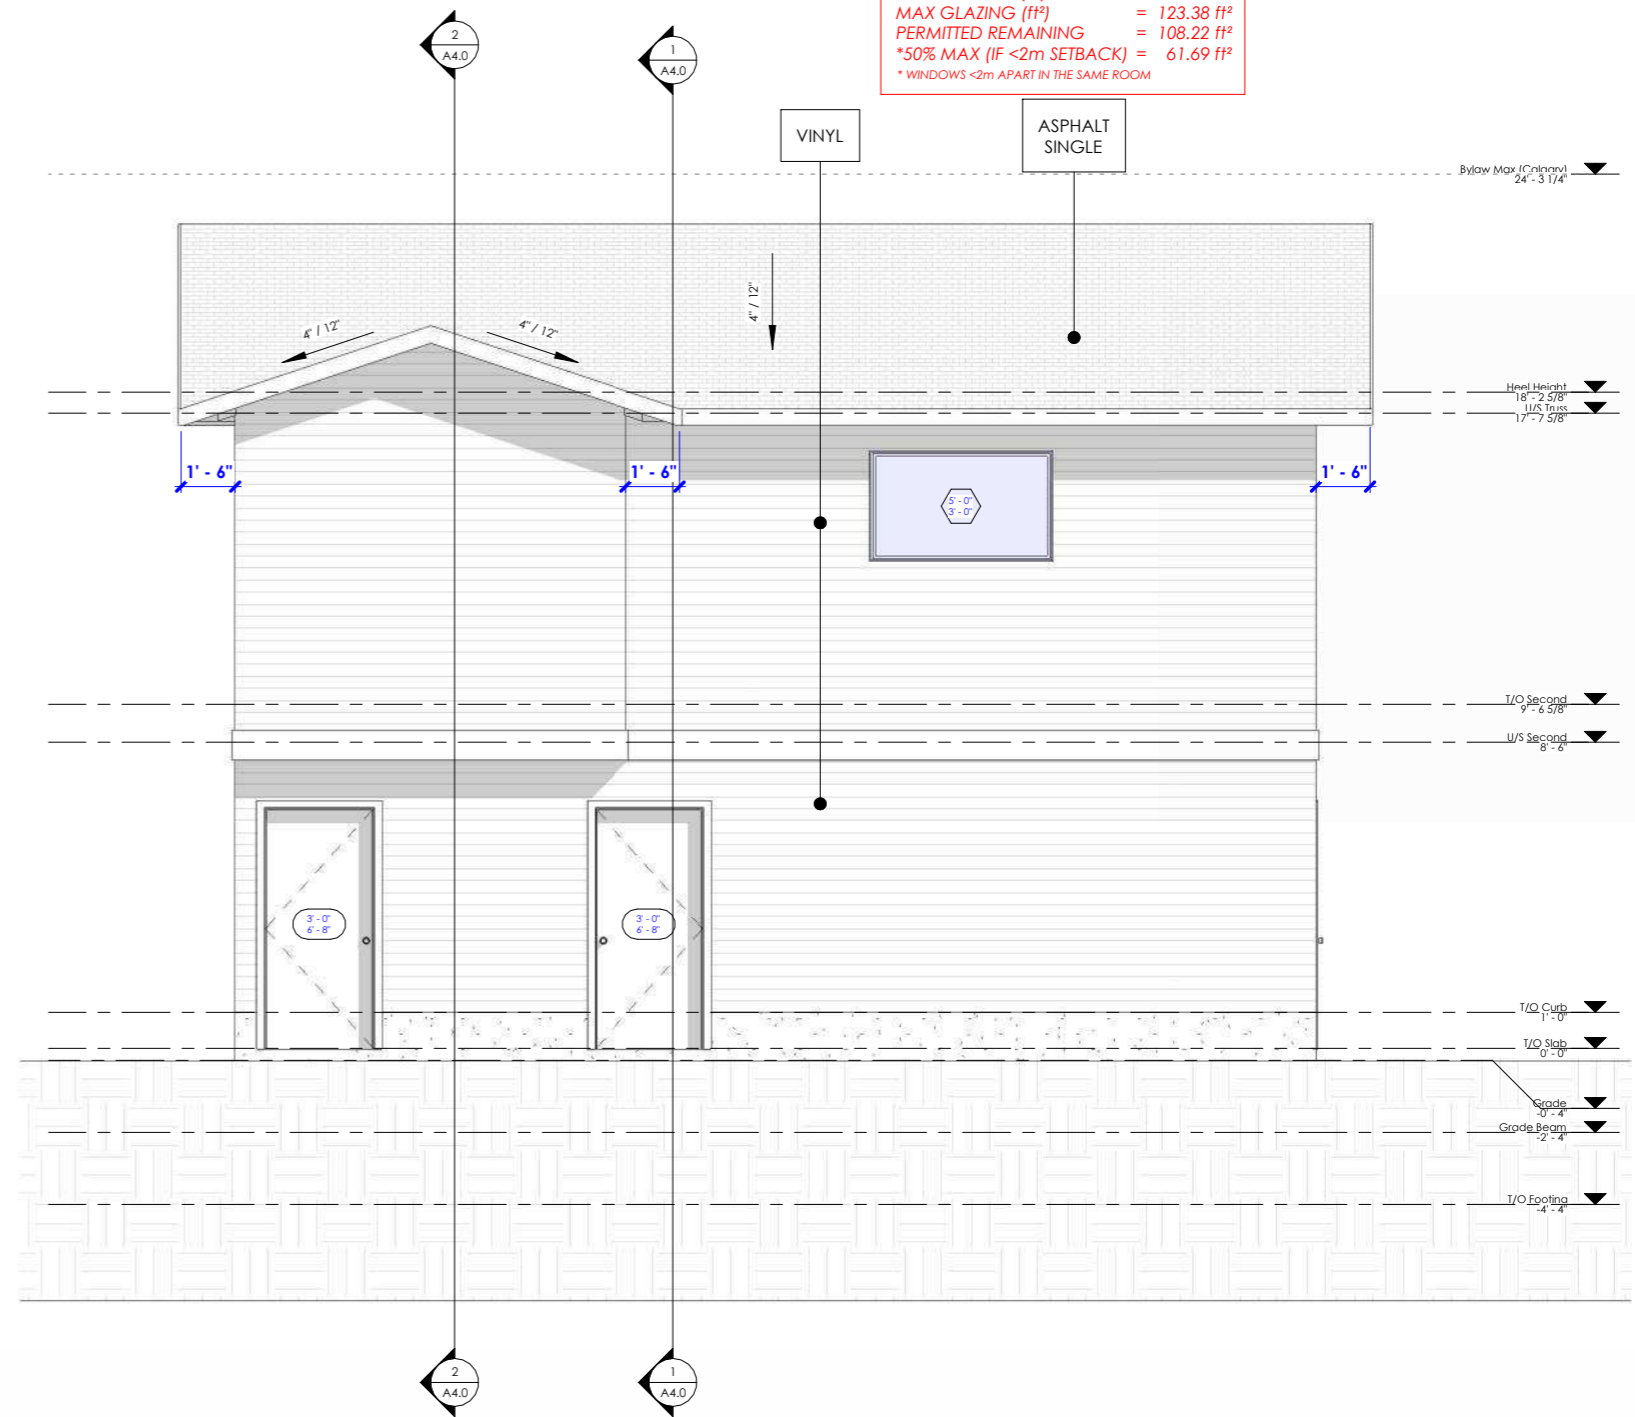 MAX GLAZING (ft²) = 123.38 ft²
PERMITTED REMAINING = 108.22 ft²
*50% MAX (IF <2m SETBACK) = 61.69 ft²
* WINDOWS <2m APART IN THE SAME ROOM
2
A4.0
1
A4.0
VINYL
ASPHALT
SINGLE
Bylaw Max (Calgary)
24' - 3 1/4"
4" / 12"
4" / 12"
4" / 12"
Heel Height
18' - 2 5/8"
U/S Truss
17' - 7 5/8"
1' - 6"
1' - 6"
1' - 6"
5' - 0"
3' - 0"
T/O Second
9' - 6 5/8"
U/S Second
8' - 6"
3' - 0"
6' - 8"
3' - 0"
6' - 8"
T/O Curb
1' - 0"
T/O Slab
0' - 0"
Grade
-0' - 4"
Grade Beam
-2' - 4"
T/O Footing
-4' - 4"
2
A4.0
1
A4.0